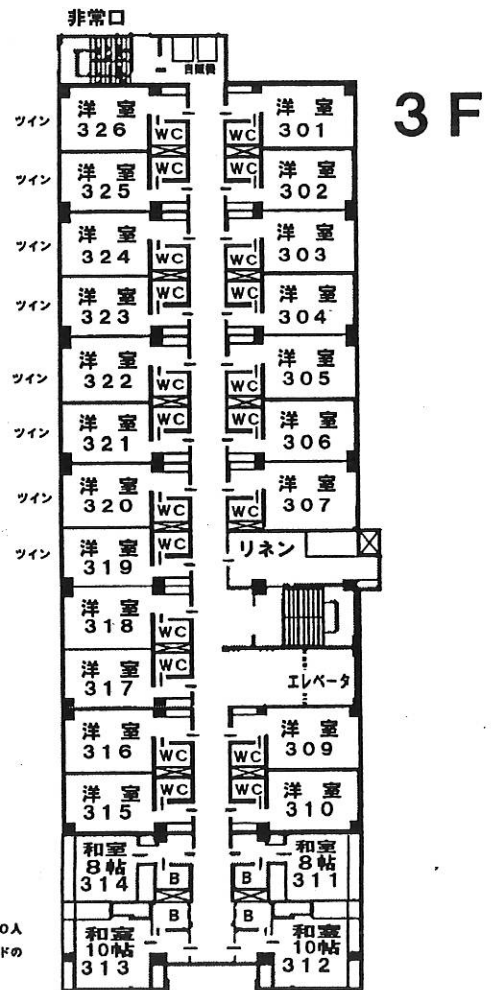 非常口
自販機
3F
ツイン 洋室 326 WC WC 洋室 301
ツイン 洋室 325 WC WC 洋室 302
ツイン 洋室 324 WC WC 洋室 303
ツイン 洋室 323 WC WC 洋室 304
ツイン 洋室 322 WC WC 洋室 305
ツイン 洋室 321 WC WC 洋室 306
ツイン 洋室 320 WC WC 洋室 307
ツイン 洋室 319 WC リネン
洋室 318 WC
洋室 317 WC エレベータ
洋室 316 WC WC 洋室 309
洋室 315 WC WC 洋室 310
和室 8帖 314 B B 和室 8帖 311
0人
ドの
和室 10帖 313 B B 和室 10帖 312